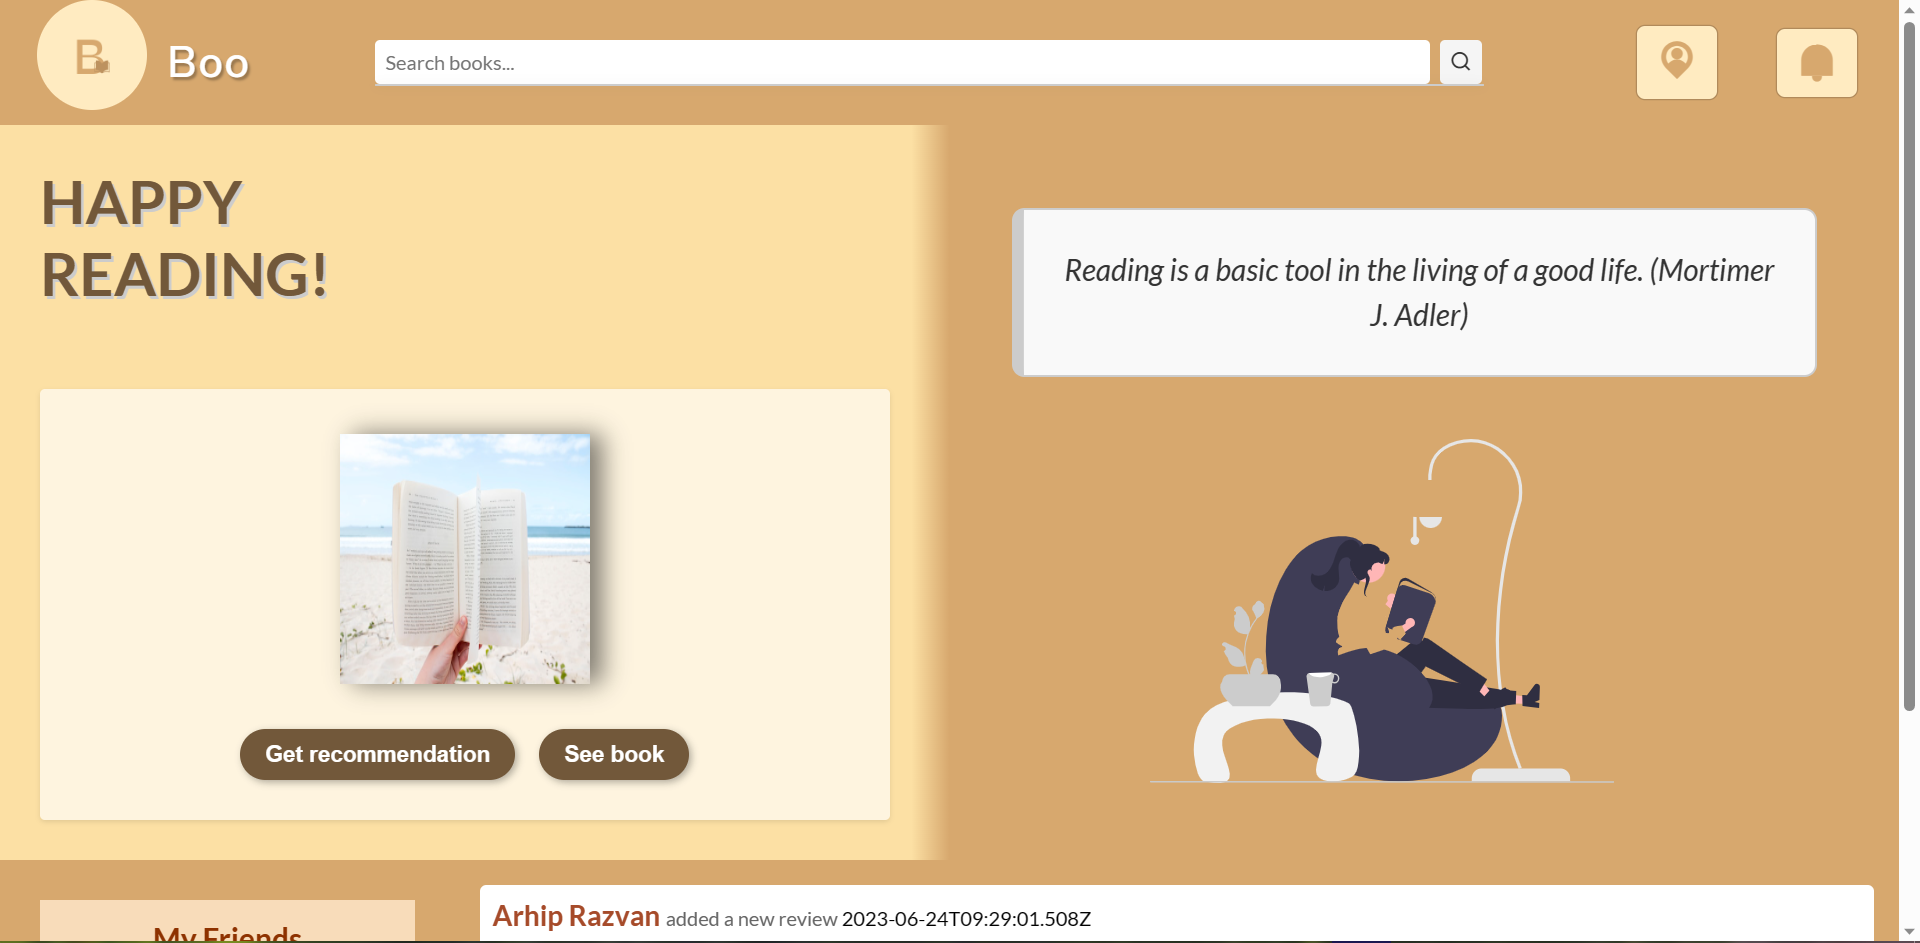 B
Boo
Search books...
HAPPY
READING!
Reading is a basic tool in the living of a good life. (Mortimer
J. Adler)
Get recommendation
See book
My Friends
Arhip Razvan added a new review 2023-06-24T09:29:01.508Z